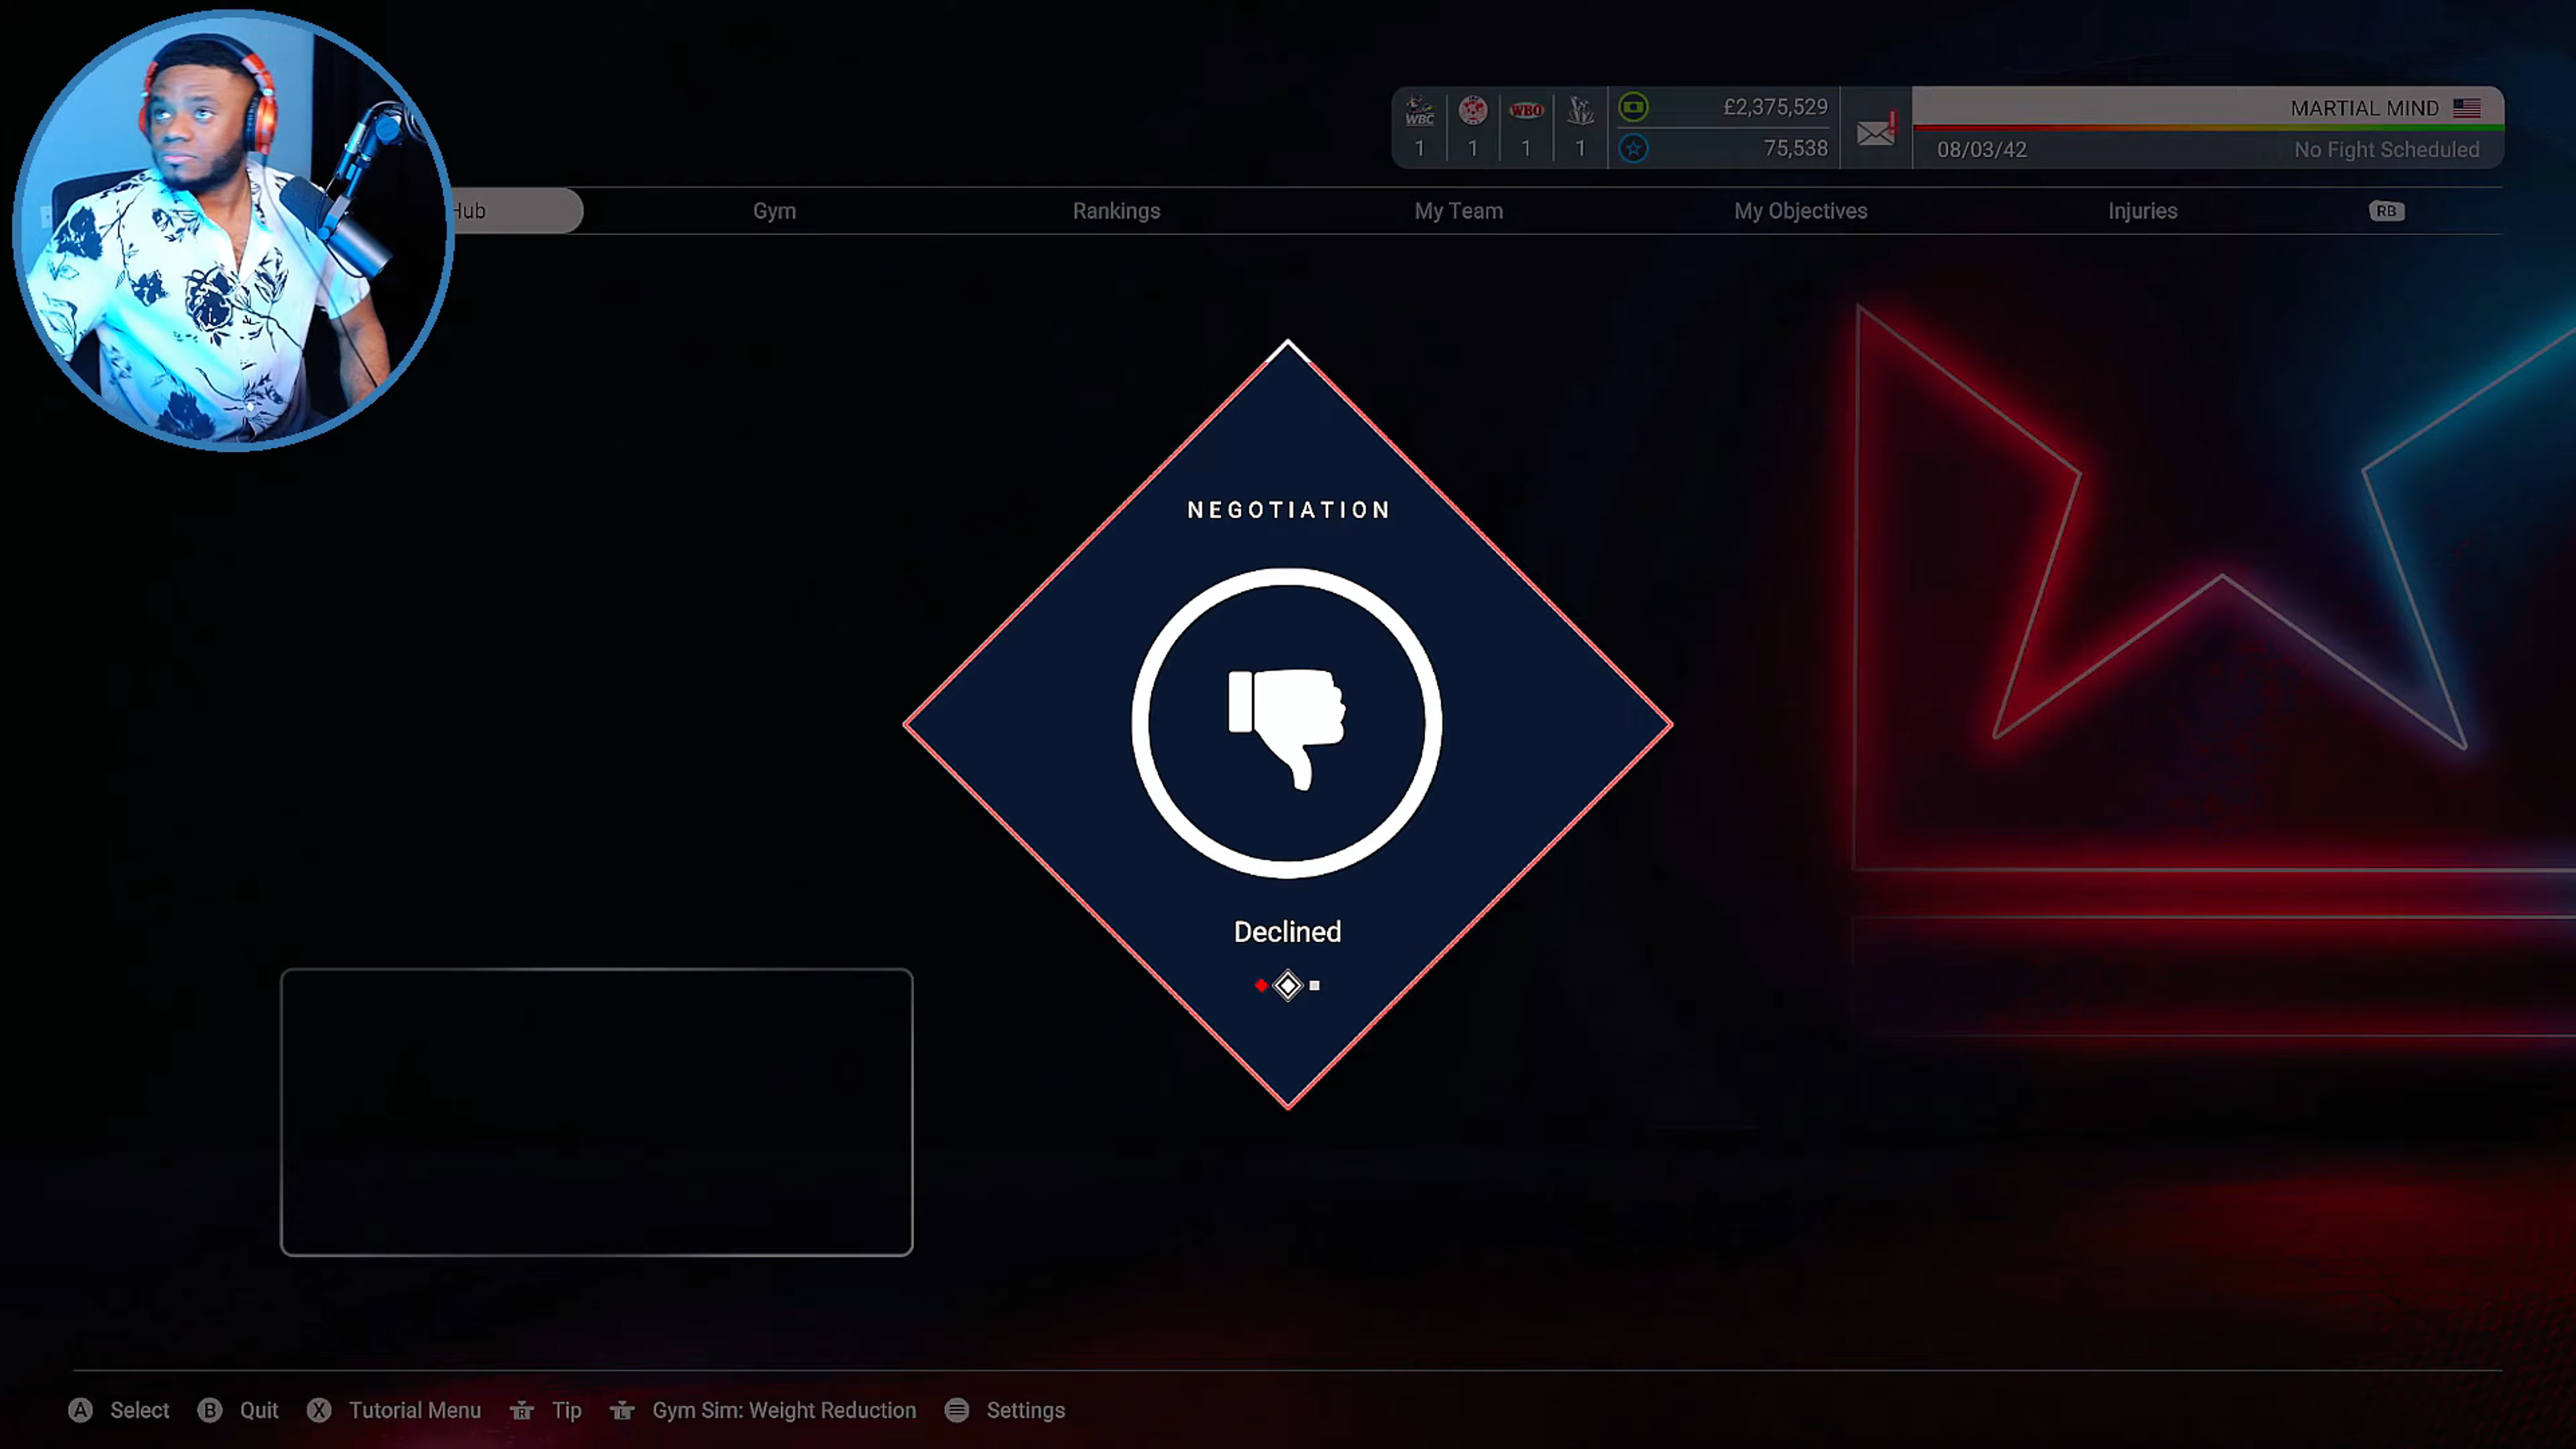 WBC
WBO
1
1
1
1
£2,375,529
75,538
MARTIAL MIND
08/03/42
No Fight Scheduled
Hub
Gym
Rankings
My Team
My Objectives
Injuries
RB
NEGOTIATION
Declined
A Select
B Quit
X Tutorial Menu
R Tip
L Gym Sim: Weight Reduction
Settings